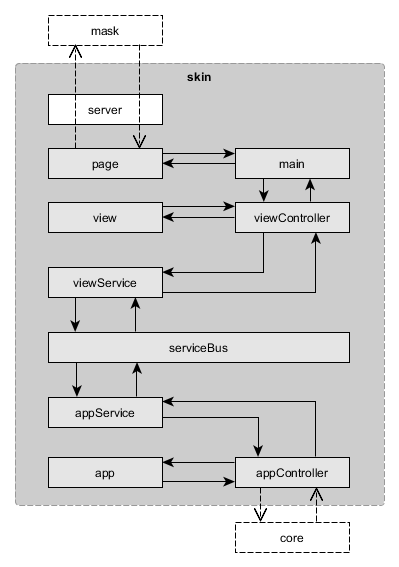 mask
skin
server
page
main
view
viewController
viewService
serviceBus
appService
app
appController
core